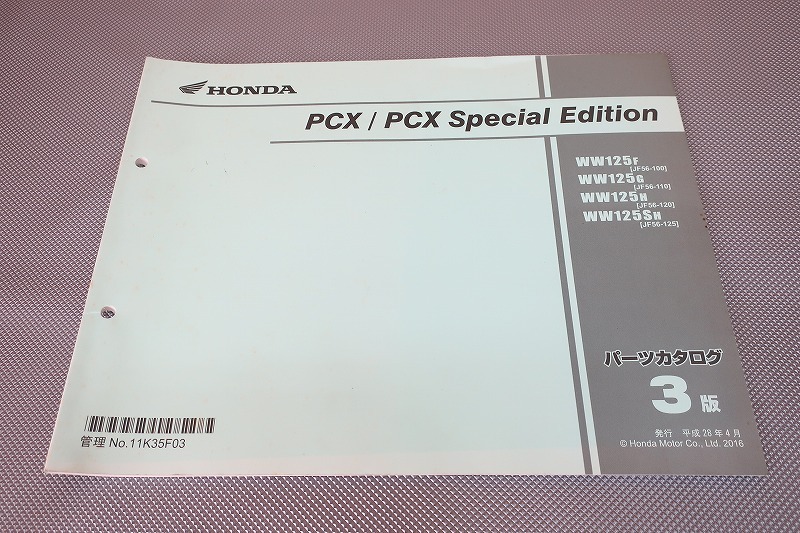 HONDA
PCX / PCX Special Edition
WW125F
[JF56-100]
WW125G
[JF56-110]
WW125H
[JF56-120]
WW125SH
[JF56-125]
パーツカタログ
3版
発行 平成28年4月
© Honda Motor Co., Ltd. 2016
管理 No.11K35F03